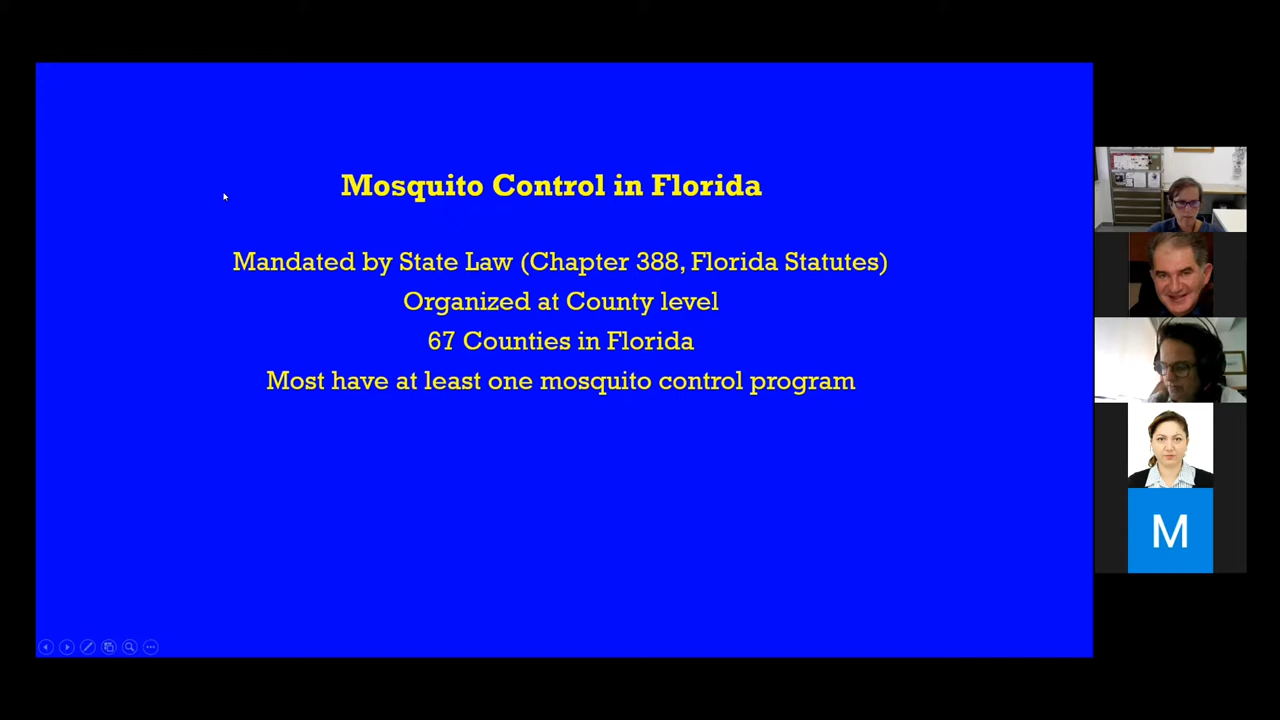 Mosquito Control in Florida
Mandated by State Law (Chapter 388, Florida Statutes)
Organized at County level
67 Counties in Florida
Most have at least one mosquito control program
M